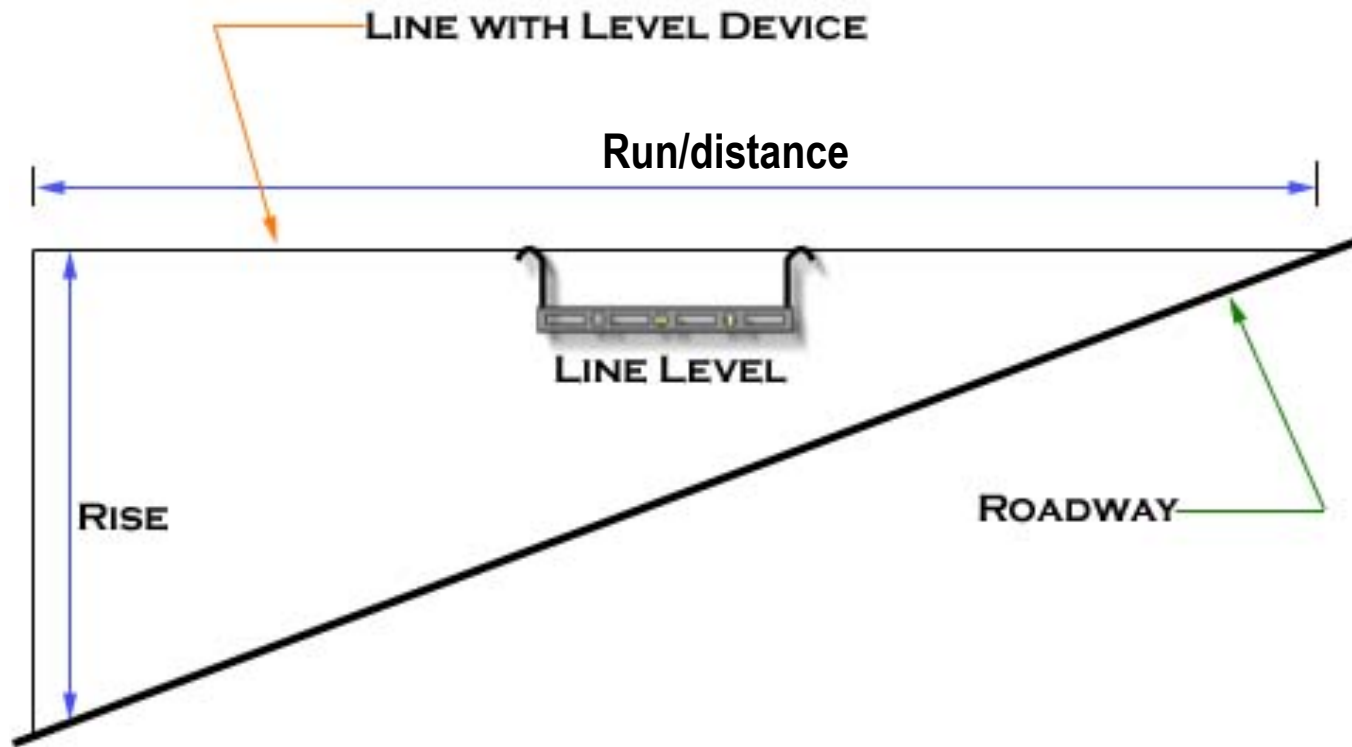 Line with Level Device
Run/distance
Line Level
Rise
Roadway